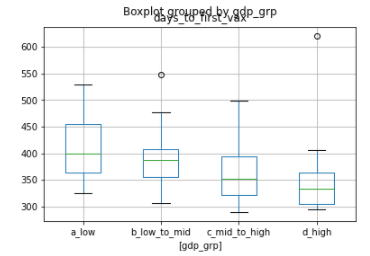 Boxplot grouped by gdp_grp
days_to_first_vax
600
550
500
450
400
350
300
a_low b_low_to_mid c_mid_to_high d_high
[gdp_grp]